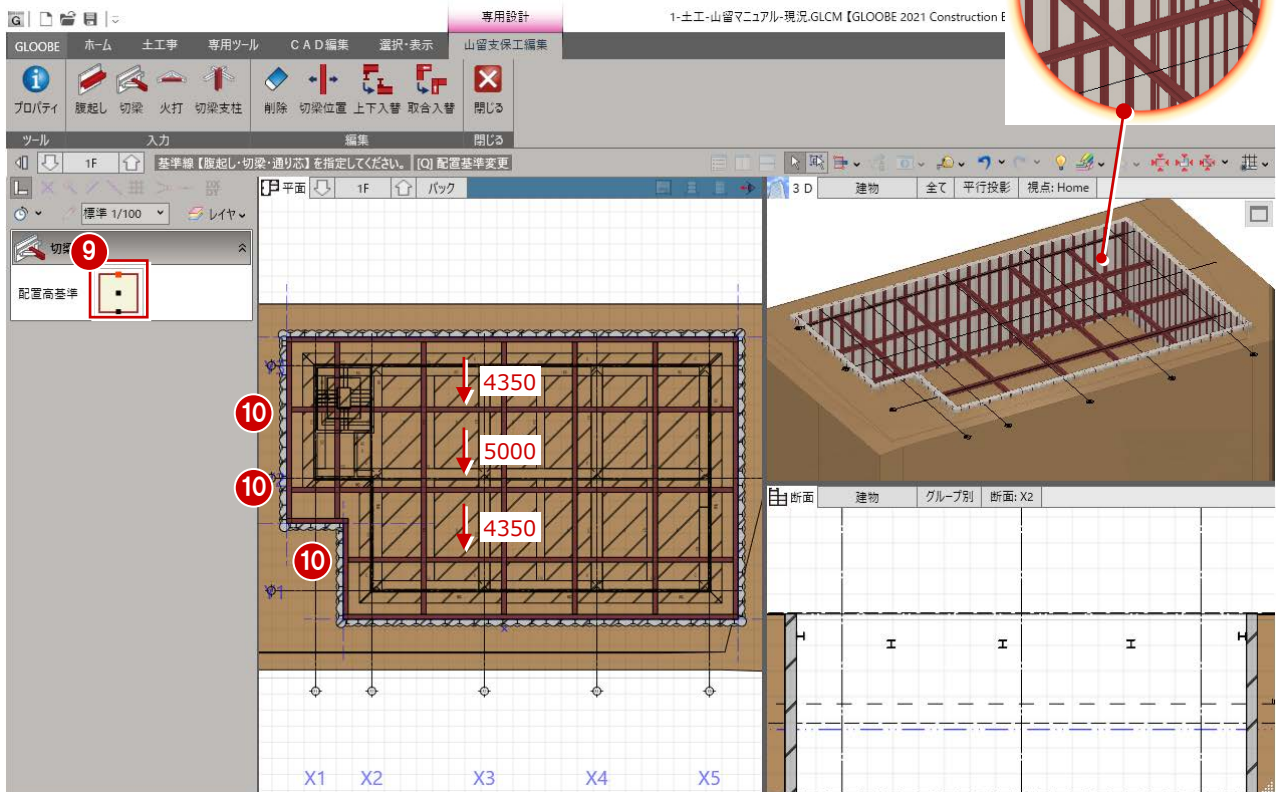 G
専用設計
1-土工-山留マニュアル-現況.GLCM【GLOOBE 2021 Construction E
GLOOBE ホーム 土工事 専用ツール CAD編集 選択・表示 山留支保工編集
プロパティ 腹起し 切梁 火打 切梁支柱 削除 切梁位置 上下入替 取合入替 閉じる
ツール 入力 編集 閉じる
1F 基準線【腹起し・切梁・通り芯】を指定してください。 [Q] 配置基準変更
平面 1F パック
3D 建物 全て 平行投影 視点: Home
標準 1/100 レイヤ
9
配置高基準
4350
10
5000
10
4350
10
断面 建物 グループ別 断面: X2
X1 X2 X3 X4 X5